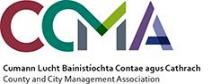 CCMA
Cumann Lucht Bainistíochta Contae agus Cathrach
County and City Management Association